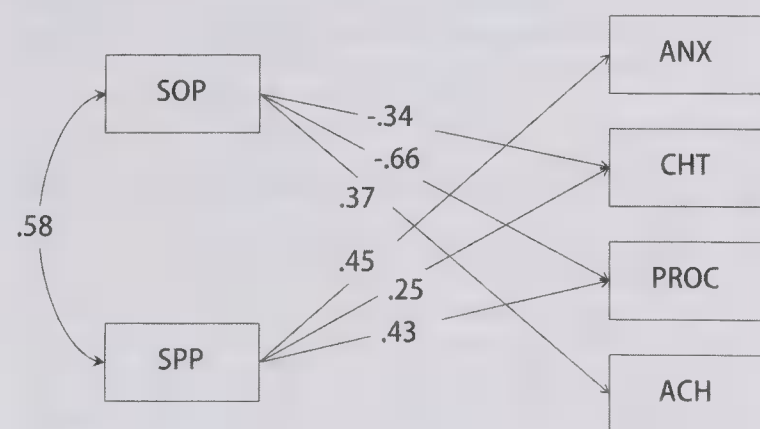 ANX
SOP
-.34
CHT
-.66
.37
.58
.45
PROC
.25
.43
SPP
ACH